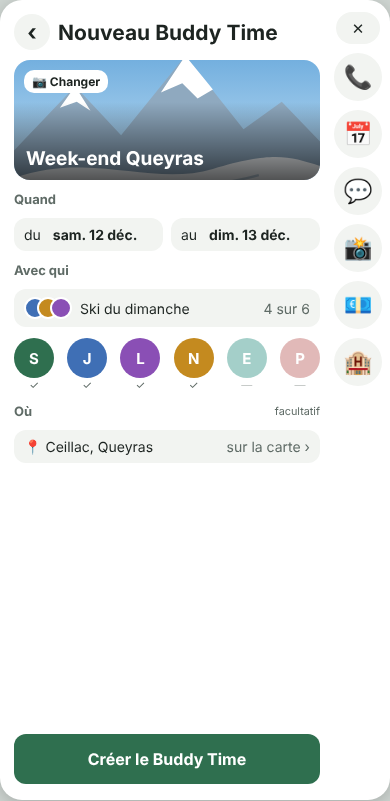 ‹ Nouveau Buddy Time ×
Changer
Week-end Queyras
Quand
du sam. 12 déc. au dim. 13 déc.
Avec qui
Ski du dimanche 4 sur 6
S J L N E P
✓ ✓ ✓ ✓ — —
Où facultatif
📍 Ceillac, Queyras sur la carte ›
Créer le Buddy Time